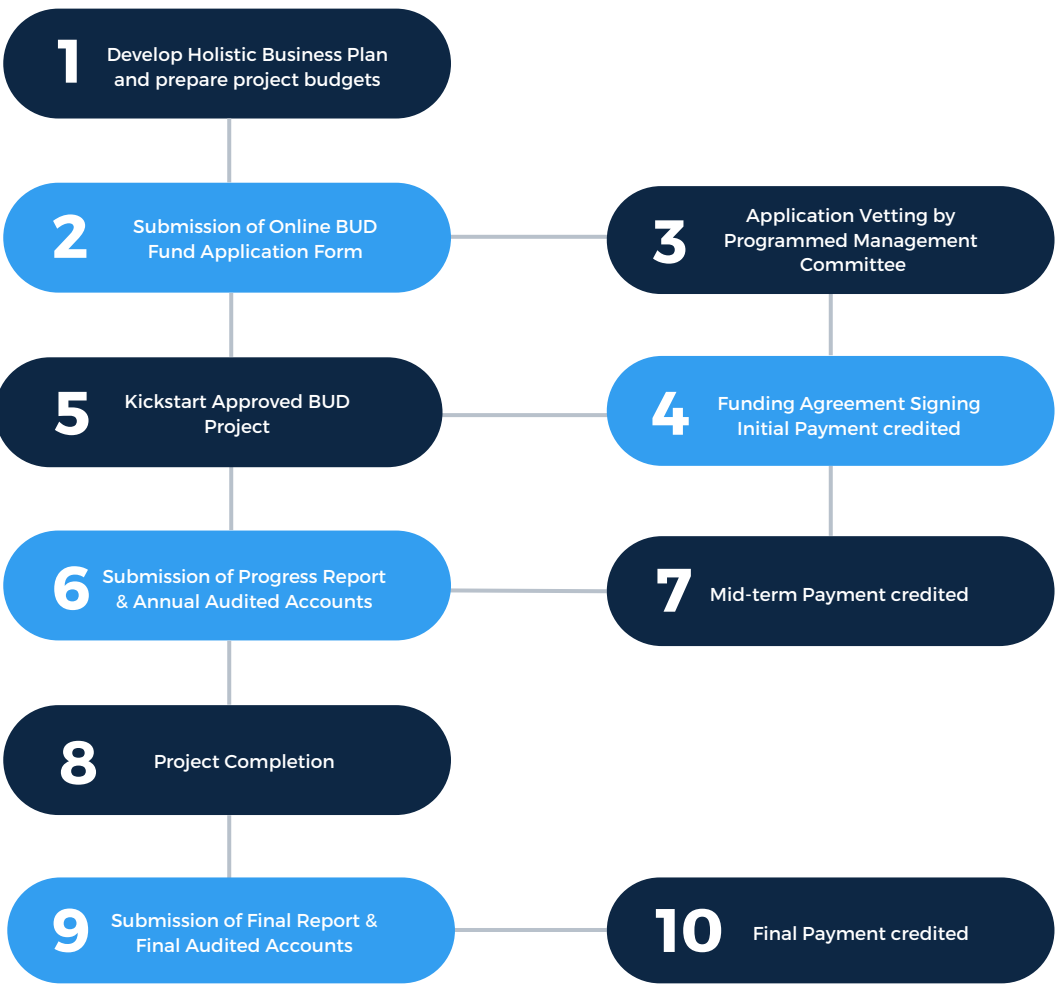 1
Develop Holistic Business Plan
and prepare project budgets
2
Submission of Online BUD
Fund Application Form
3
Application Vetting by
Programmed Management
Committee
4
Funding Agreement Signing
Initial Payment credited
5
Kickstart Approved BUD
Project
6
Submission of Progress Report
& Annual Audited Accounts
7
Mid-term Payment credited
8
Project Completion
9
Submission of Final Report &
Final Audited Accounts
10
Final Payment credited